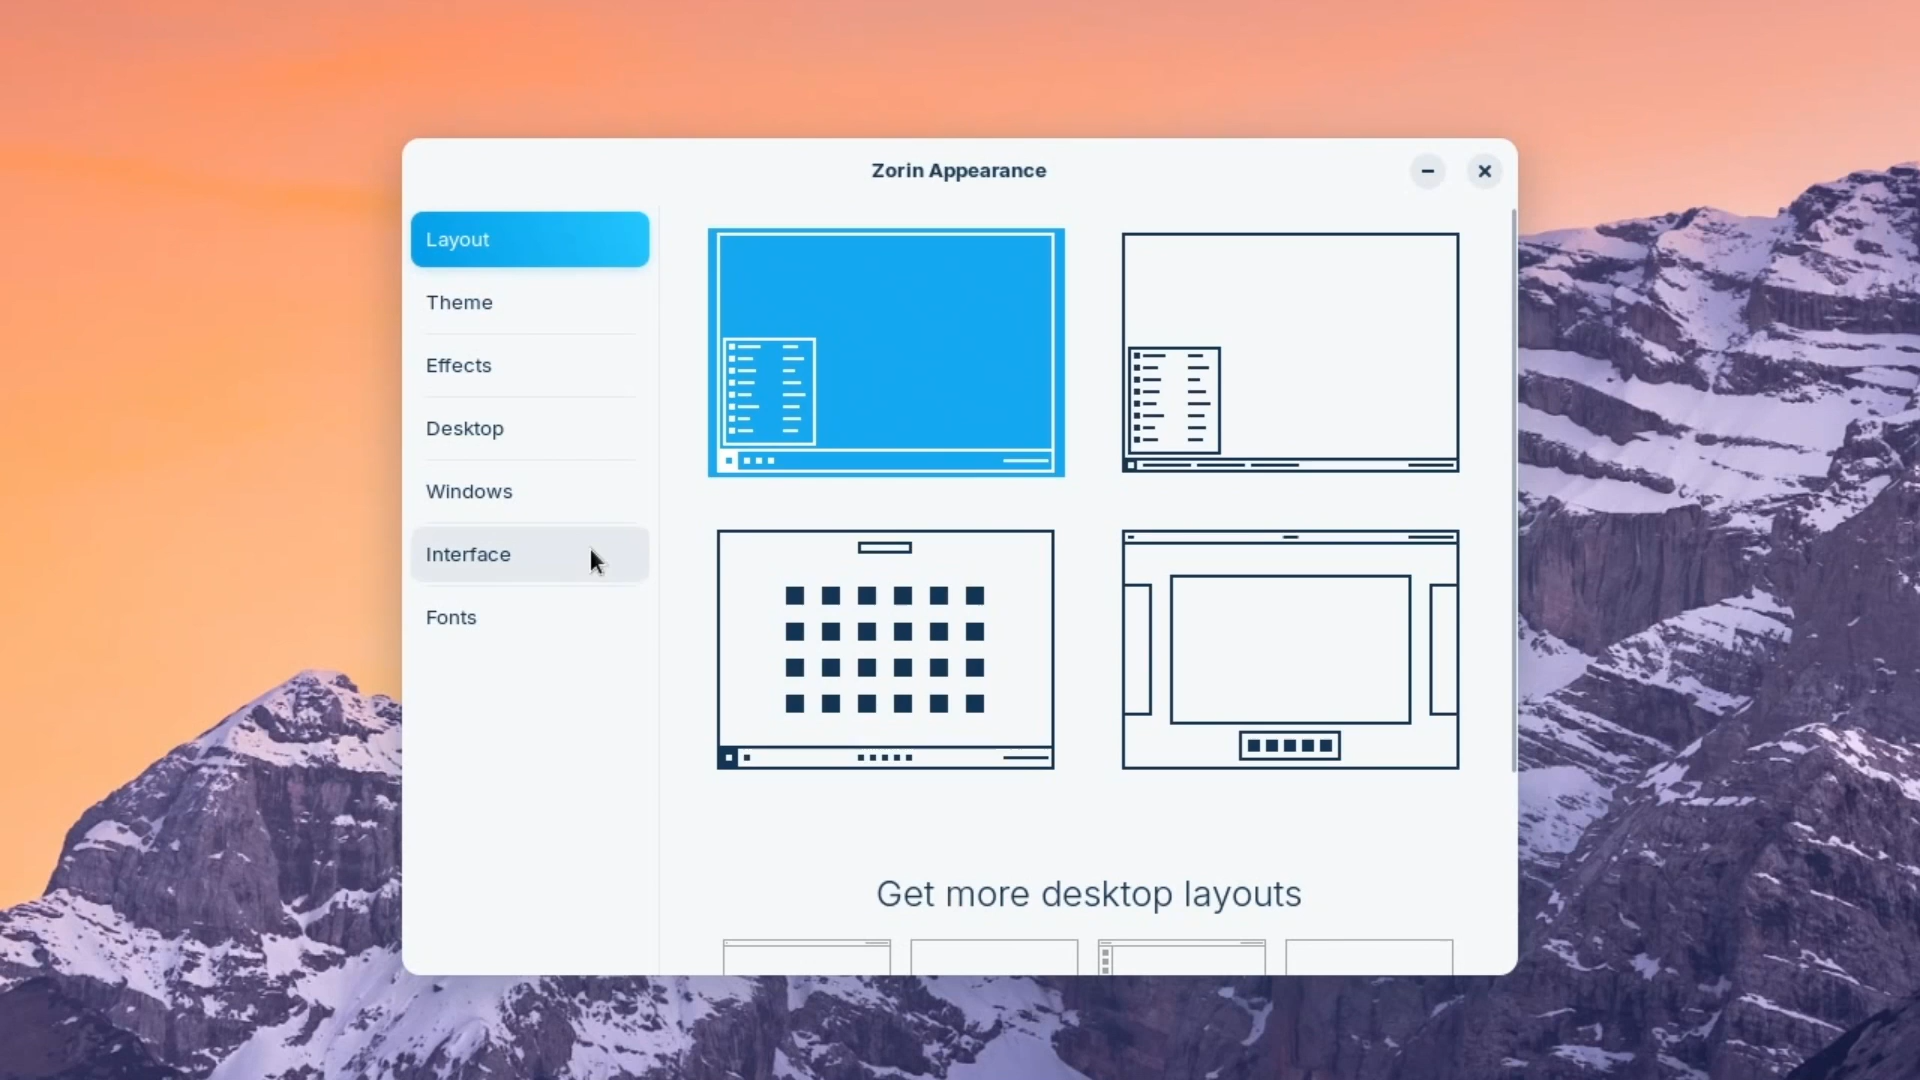 Zorin Appearance
Layout
Theme
Effects
Desktop
Windows
Interface
Fonts
Get more desktop layouts